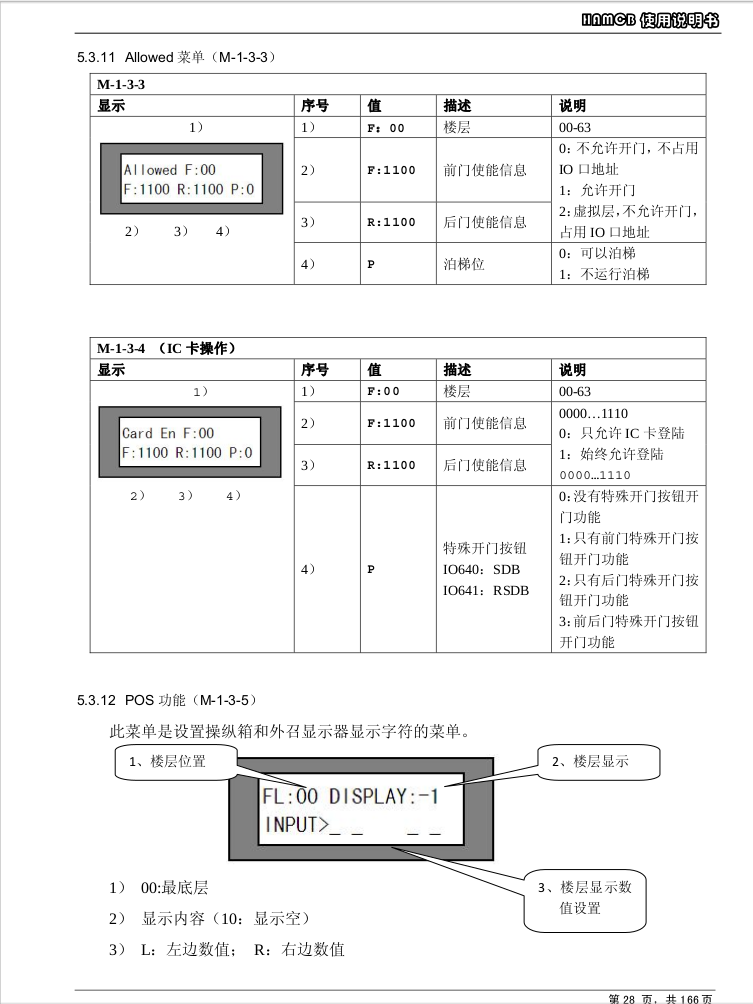 HAMCB 使用说明书
5.3.11 Allowed 菜单（M-1-3-3）
M-1-3-3
显示 序号 值 描述 说明
1） 1） F: 00 楼层 00-63
Allowed F:00
F:1100 R:1100 P:0
2） 3） 4）
2） F:1100 前门使能信息
0: 不允许开门，不占用
IO 口地址
1：允许开门
2:虚拟层，不允许开门，
占用 IO 口地址
3） R:1100 后门使能信息
4） P 泊梯位
0：可以泊梯
1：不运行泊梯
M-1-3-4 （IC 卡操作）
显示 序号 值 描述 说明
1） 1） F:00 楼层 00-63
Card En F:00
F:1100 R:1100 P:0
2） 3） 4）
2） F:1100 前门使能信息
0000…1110
0：只允许 IC 卡登陆
1：始终允许登陆
0000…1110
3） R:1100 后门使能信息
4） P
特殊开门按钮
IO640：SDB
IO641：RSDB
0:没有特殊开门按钮开
门功能
1:只有前门特殊开门按
钮开门功能
2:只有后门特殊开门按
钮开门功能
3:前后门特殊开门按钮
开门功能
5.3.12 POS 功能（M-1-3-5）
此菜单是设置操纵箱和外召显示器显示字符的菜单。
1、楼层位置
2、楼层显示
FL:00 DISPLAY:-1
INPUT>_ _ _ _
3、楼层显示数
值设置
1） 00:最底层
2） 显示内容（10：显示空）
3） L：左边数值； R：右边数值
第 28 页，共 166 页